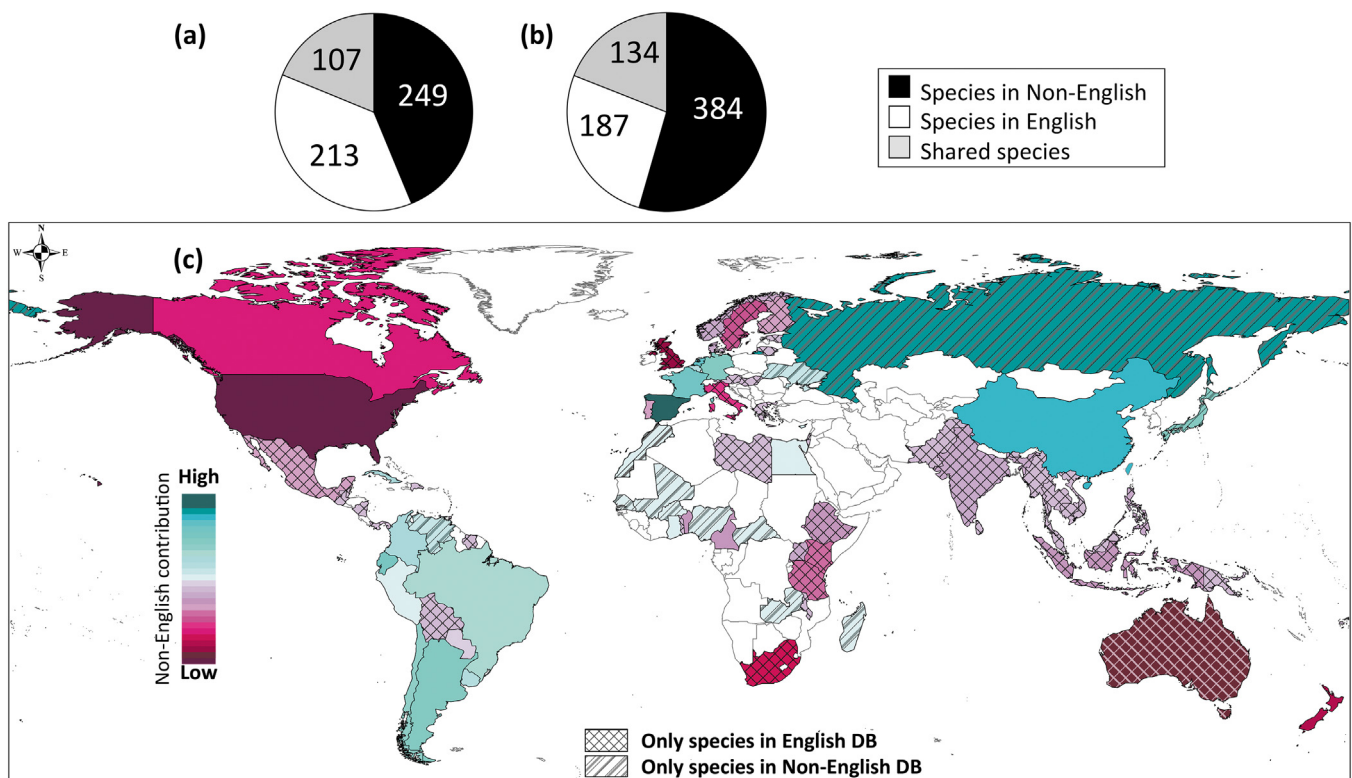 (a)
107
249
213
(b)
134
187
384
Species in Non-English
Species in English
Shared species
N
W E
S
(c)
High
Non-English contribution
Low
Only species in English DB
Only species in Non-English DB